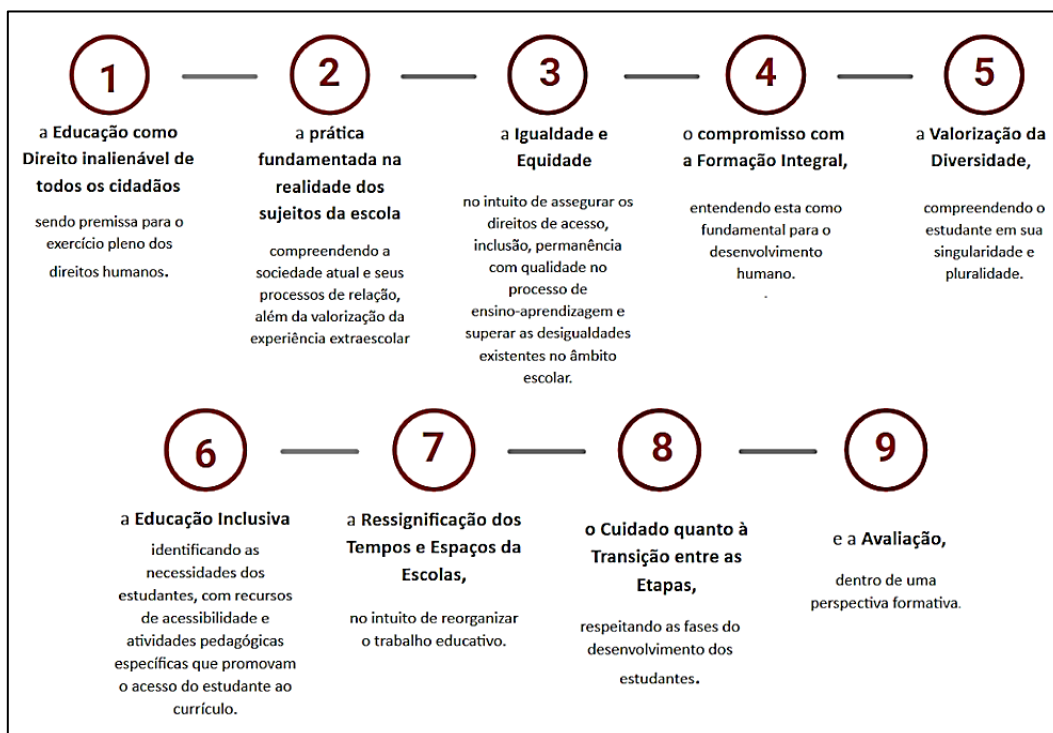 1
a Educação como
Direito inalienável de
todos os cidadãos
sendo premissa para o
exercício pleno dos
direitos humanos.
2
a prática
fundamentada na
realidade dos
sujeitos da escola
compreendendo a
sociedade atual e seus
processos de relação,
além da valorização da
experiência extraescolar
3
a Igualdade e
Equidade
no intuito de assegurar os
direitos de acesso,
inclusão, permanência
com qualidade no
processo de
ensino-aprendizagem e
superar as desigualdades
existentes no âmbito
escolar.
4
o compromisso com
a Formação Integral,
entendendo esta como
fundamental para o
desenvolvimento
humano.
.
5
a Valorização da
Diversidade,
compreendendo o
estudante em sua
singularidade e
pluralidade.
6
a Educação Inclusiva
identificando as
necessidades dos
estudantes, com recursos
de acessibilidade e
atividades pedagógicas
específicas que promovam
o acesso do estudante ao
currículo.
7
a Ressignificação dos
Tempos e Espaços da
Escolas,
no intuito de reorganizar
o trabalho educativo.
8
o Cuidado quanto à
Transição entre as
Etapas,
respeitando as fases do
desenvolvimento dos
estudantes.
9
e a Avaliação,
dentro de uma
perspectiva formativa.